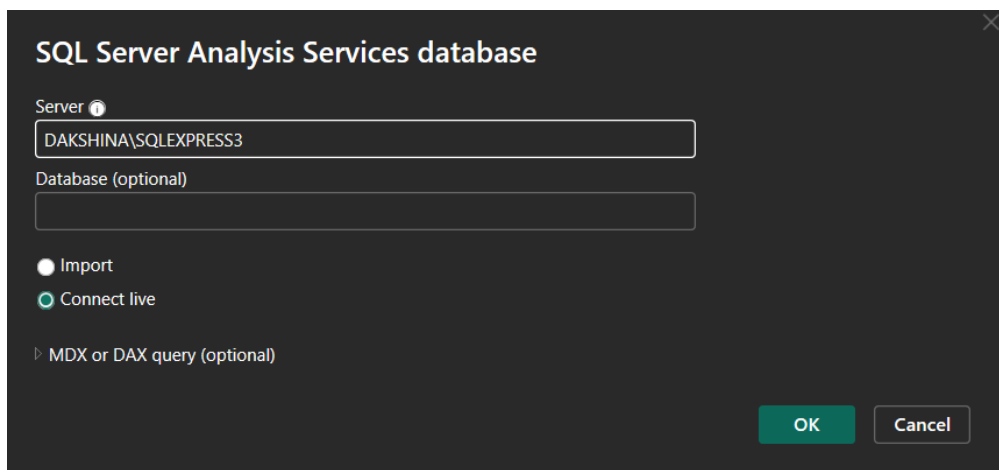 SQL Server Analysis Services database
Server
DAKSHINA\SQLEXPRESS3
Database (optional)
Import
Connect live
MDX or DAX query (optional)
OK Cancel